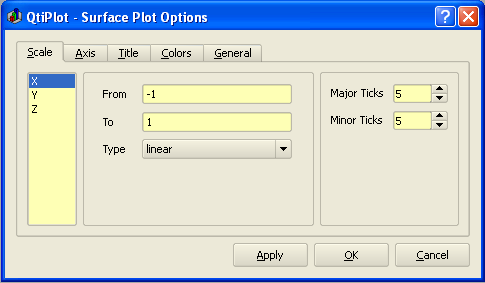 QtiPlot - Surface Plot Options
Scale Axis Title Colors General
X
Y
Z
From -1
To 1
Type linear
Major Ticks 5
Minor Ticks 5
Apply OK Cancel